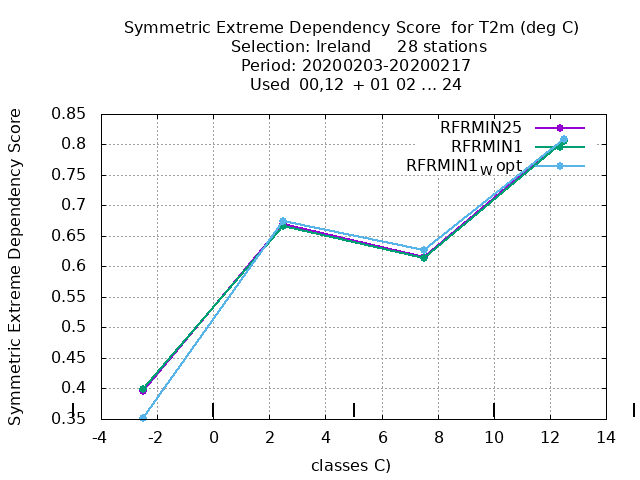 Symmetric Extreme Dependency Score for T2m (deg C)
Selection: Ireland 28 stations
Period: 20200203-20200217
Used 00,12 + 01 02 ... 24
Symmetric Extreme Dependency Score
0.85
0.8
0.75
0.7
0.65
0.6
0.55
0.5
0.45
0.4
0.35
RFRMIN25
RFRMIN1
RFRMIN1W opt
-4 -2 0 2 4 6 8 10 12 14
classes C)